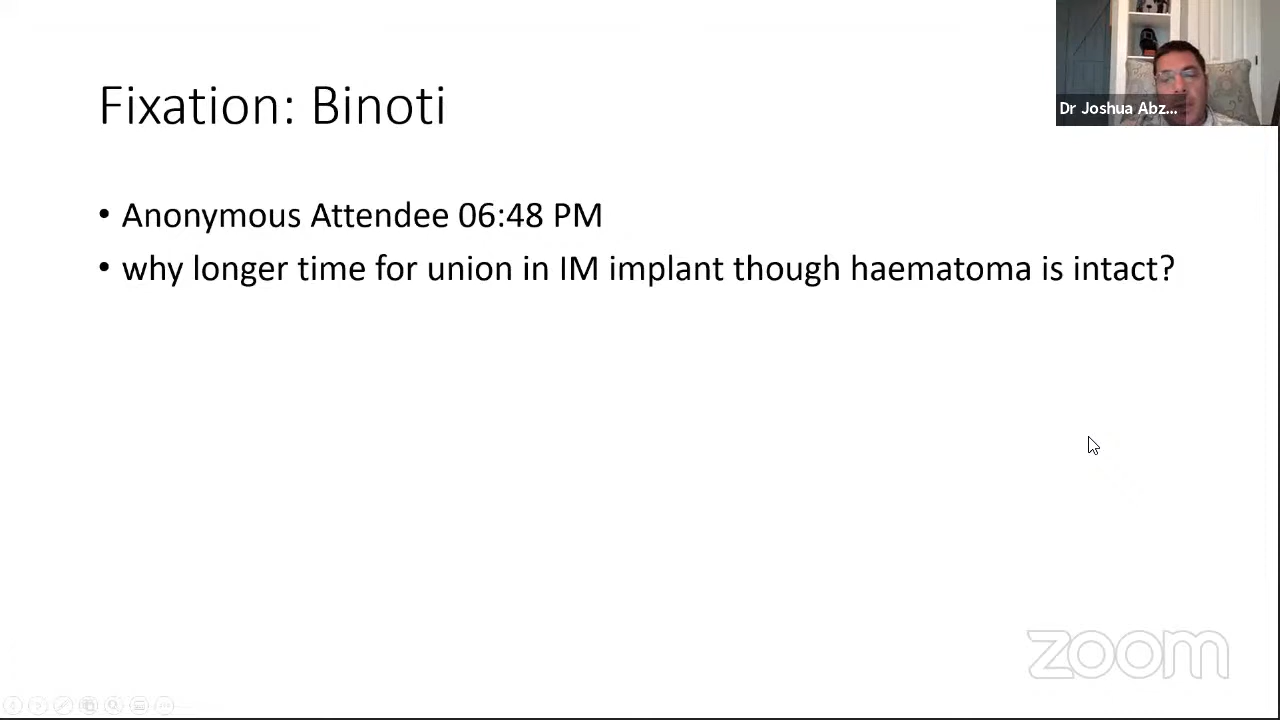 Fixation: Binoti
• Anonymous Attendee 06:48 PM
• why longer time for union in IM implant though haematoma is intact?
Dr Joshua Abz...
zoom